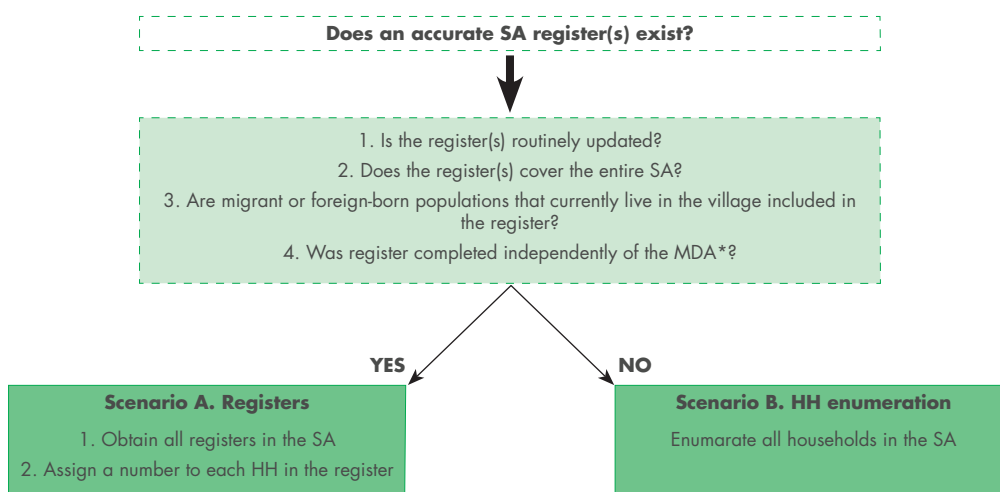 Does an accurate SA register(s) exist?
1. Is the register(s) routinely updated?
2. Does the register(s) cover the entire SA?
3. Are migrant or foreign-born populations that currently live in the village included in
the register?
4. Was register completed independently of the MDA*?
YES
NO
Scenario A. Registers
1. Obtain all registers in the SA
2. Assign a number to each HH in the register
Scenario B. HH enumeration
Enumarate all households in the SA